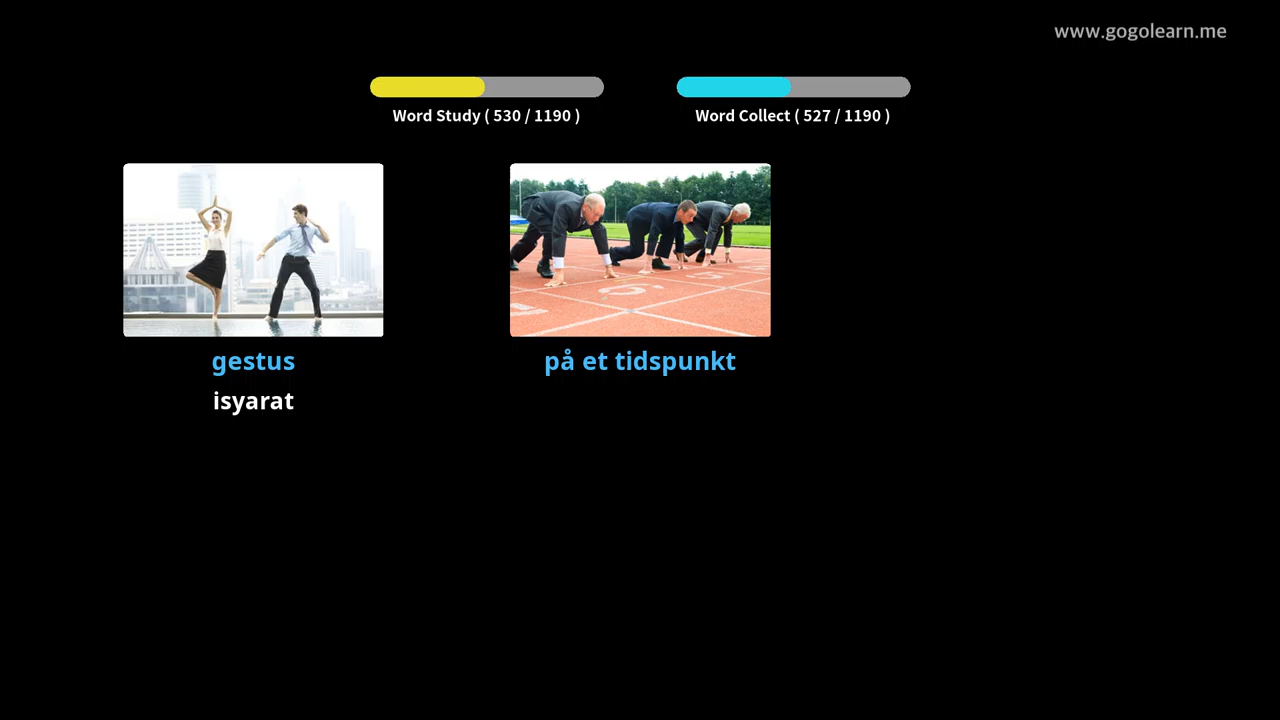 www.gogolearn.me
Word Study ( 530 / 1190 )
Word Collect ( 527 / 1190 )
gestus
isyarat
på et tidspunkt